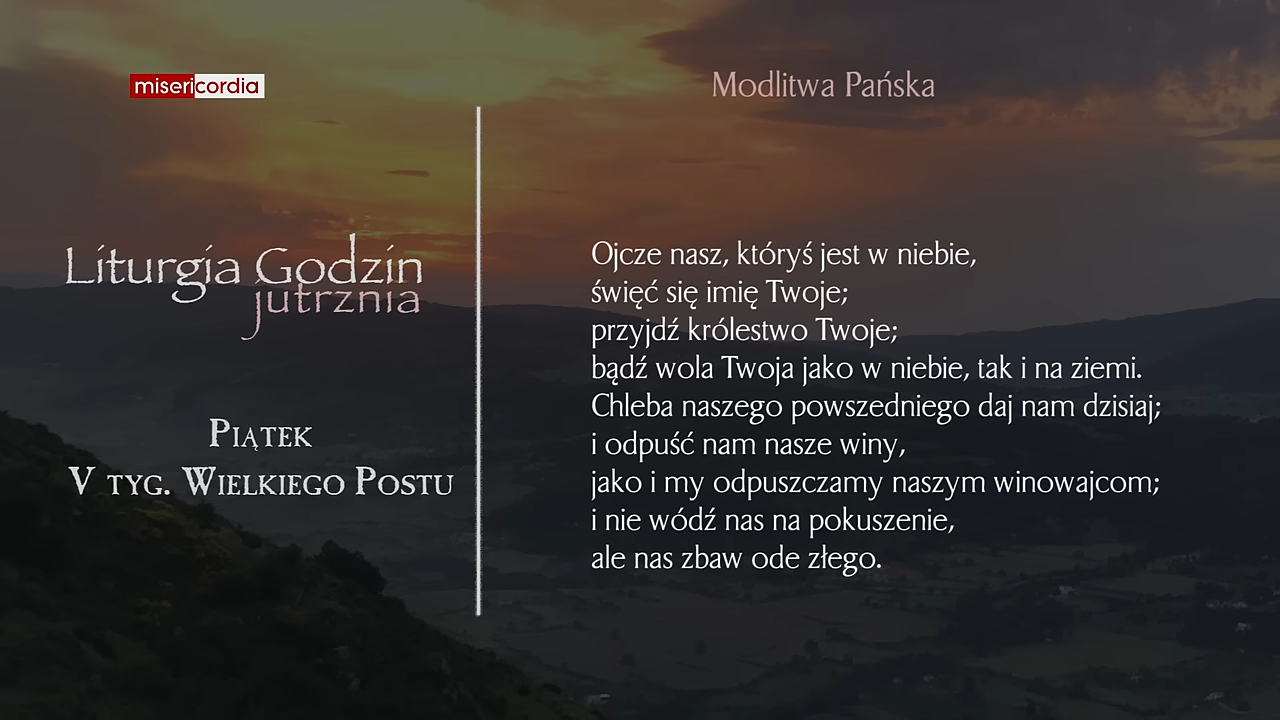 misericordia
Liturgia Godzin
jutrznia
Piątek
V tyg. Wielkiego Postu
Modlitwa Pańska
Ojcze nasz, któryś jest w niebie,
święć się imię Twoje;
przyjdź królestwo Twoje;
bądź wola Twoja jako w niebie, tak i na ziemi.
Chleba naszego powszedniego daj nam dzisiaj;
i odpuść nam nasze winy,
jako i my odpuszczamy naszym winowajcom;
i nie wódź nas na pokuszenie,
ale nas zbaw ode złego.